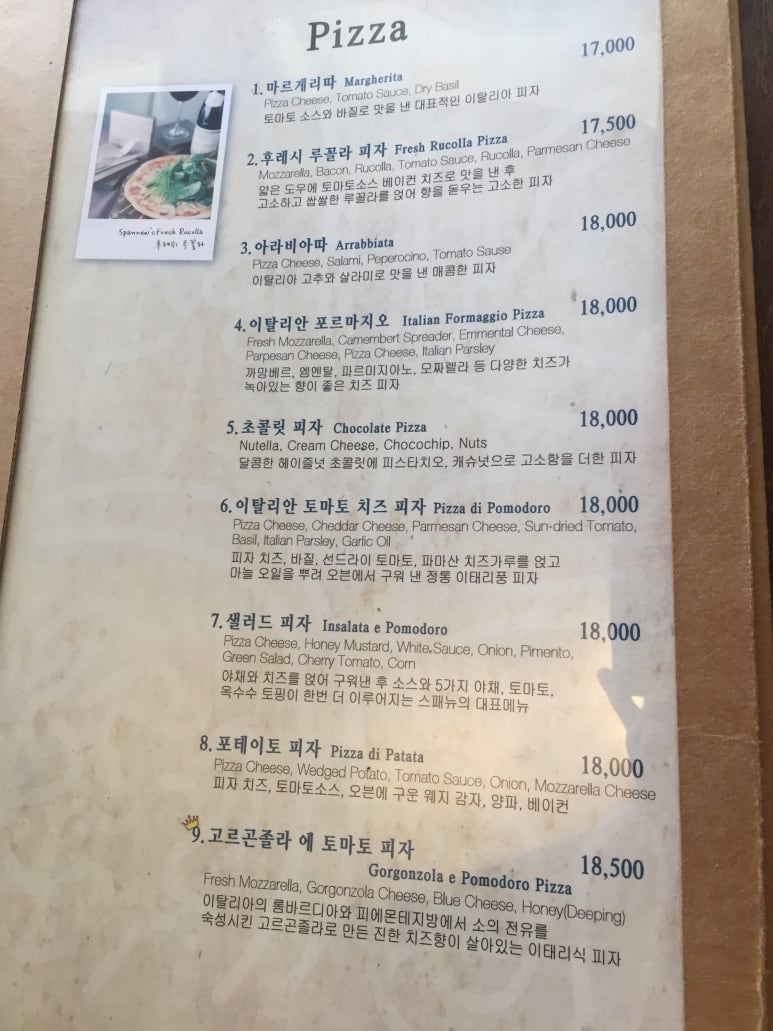 Pizza
Spannew's Fresh Rucolla
후레쉬 루꼴라
17,000
1. 마르게리따 Margherita
Pizza Cheese, Tomato Sauce, Dry Basil
토마토 소스와 바질로 맛을 낸 대표적인 이탈리아 피자
17,500
2. 후레시 루꼴라 피자 Fresh Rucolla Pizza
Mozzarella, Bacon, Rucolla, Tomato Sauce, Rucolla, Parmesan Cheese
얇은 도우에 토마토소스 베이컨 치즈로 맛을 낸 후
고소하고 쌉쌀한 루꼴라를 얹어 향을 돋우는 고소한 피자
18,000
3. 아라비아따 Arrabbiata
Pizza Cheese, Salami, Peperocino, Tomato Sause
이탈리아 고추와 살라미로 맛을 낸 매콤한 피자
18,000
4. 이탈리안 포르마지오 Italian Formaggio Pizza
Fresh Mozzarella, Camembert Spreader, Emmental Cheese,
Parpesan Cheese, Pizza Cheese, Italian Parsley
까망베르, 엠멘탈, 파르미지아노, 모짜렐라 등 다양한 치즈가
녹아있는 향이 좋은 치즈 피자
5. 초콜릿 피자 Chocolate Pizza 18,000
Nutella, Cream Cheese, Chocochip, Nuts
달콤한 헤이즐넛 초콜릿에 피스타치오, 캐슈넛으로 고소함을 더한 피자
6. 이탈리안 토마토 치즈 피자 Pizza di Pomodoro 18,000
Pizza Cheese, Cheddar Cheese, Parmesan Cheese, Sun-dried Tomato,
Basil, Italian Parsley, Garlic Oil
피자 치즈, 바질, 선드라이 토마토, 파마산 치즈가루를 얹고
마늘 오일을 뿌려 오븐에서 구워 낸 정통 이태리풍 피자
7. 샐러드 피자 Insalata e Pomodoro 18,000
Pizza Cheese, Honey Mustard, White Sauce, Onion, Pimento,
Green Salad, Cherry Tomato, Corn
야채와 치즈를 얹어 구워낸 후 소스와 5가지 야채, 토마토,
옥수수 토핑이 한번 더 이루어지는 스패뉴의 대표메뉴
8. 포테이토 피자 Pizza di Patata 18,000
Pizza Cheese, Wedged Potato, Tomato Sauce, Onion, Mozzarella Cheese
피자 치즈, 토마토소스, 오븐에 구운 웨지 감자, 양파, 베이컨
9. 고르곤졸라 에 토마토 피자
Gorgonzola e Pomodoro Pizza 18,500
Fresh Mozzarella, Gorgonzola Cheese, Blue Cheese, Honey(Deeping)
이탈리아의 롬바르디아와 피에몬테지방에서 소의 전유를
숙성시킨 고르곤졸라로 만든 진한 치즈향이 살아있는 이태리식 피자